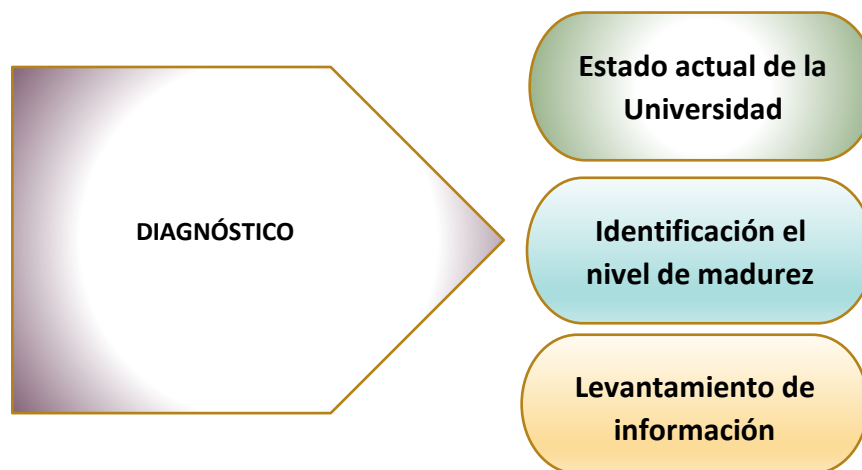 DIAGNÓSTICO
Estado actual de la
Universidad
Identificación el
nivel de madurez
Levantamiento de
información